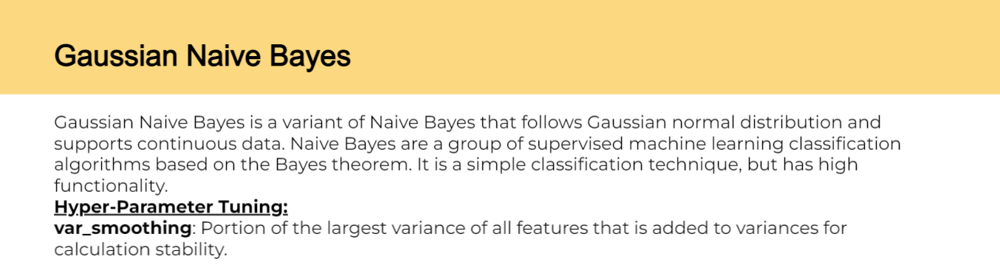 Gaussian Naive Bayes
Gaussian Naive Bayes is a variant of Naive Bayes that follows Gaussian normal distribution and
supports continuous data. Naive Bayes are a group of supervised machine learning classification
algorithms based on the Bayes theorem. It is a simple classification technique, but has high
functionality.
Hyper-Parameter Tuning:
var_smoothing: Portion of the largest variance of all features that is added to variances for
calculation stability.